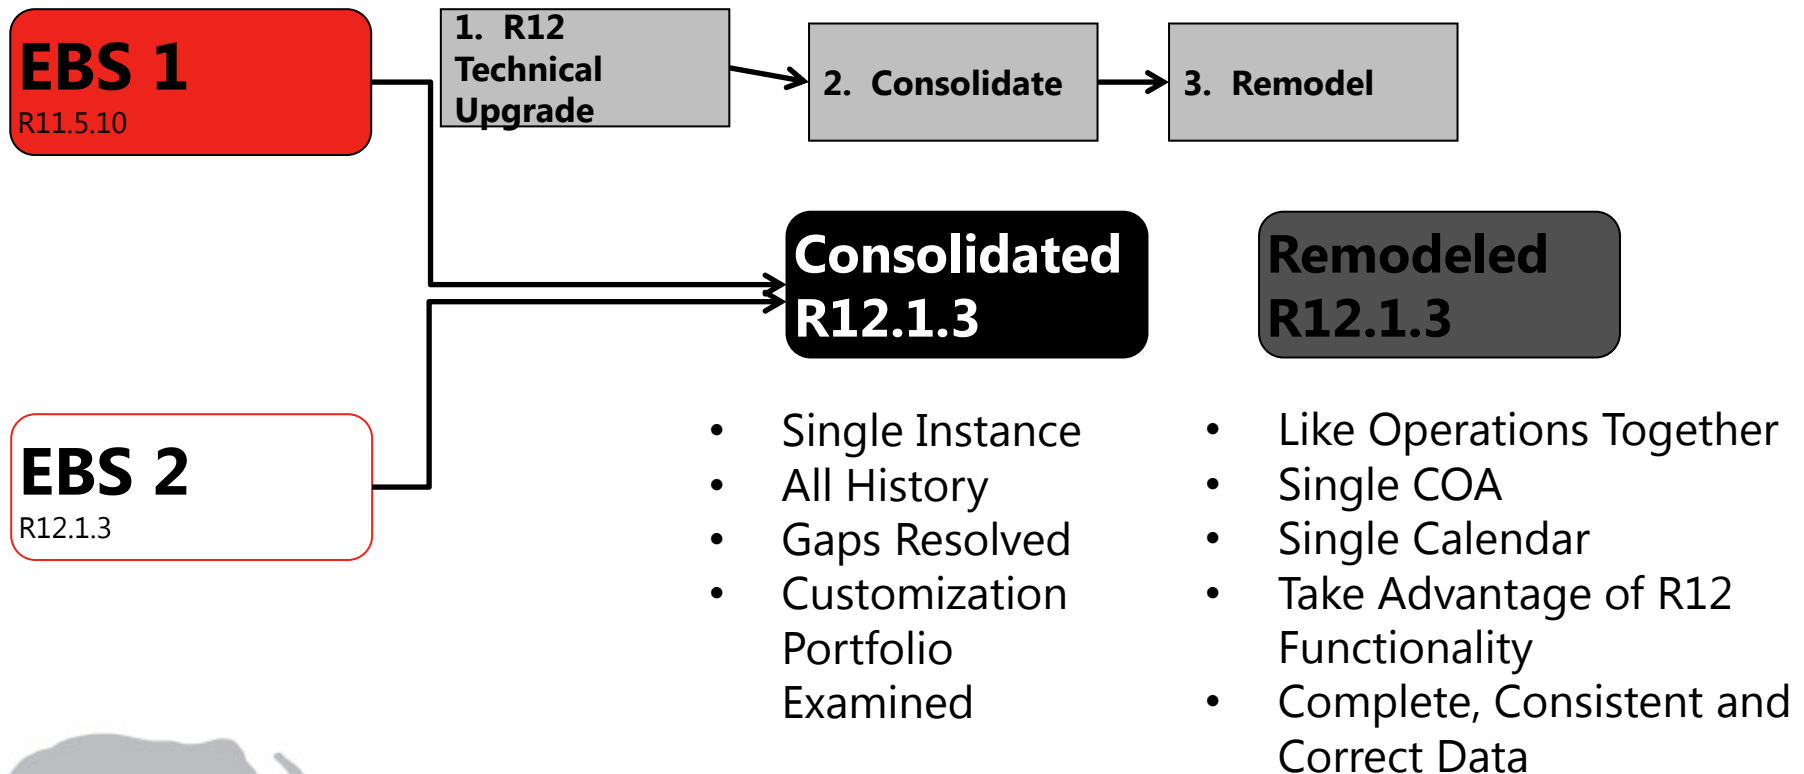 EBS 1
R11.5.10
1. R12
Technical
Upgrade
2. Consolidate
3. Remodel
Consolidated
R12.1.3
Remodeled
R12.1.3
EBS 2
R12.1.3
• Single Instance
• All History
• Gaps Resolved
• Customization
Portfolio
Examined
• Like Operations Together
• Single COA
• Single Calendar
• Take Advantage of R12
Functionality
• Complete, Consistent and
Correct Data